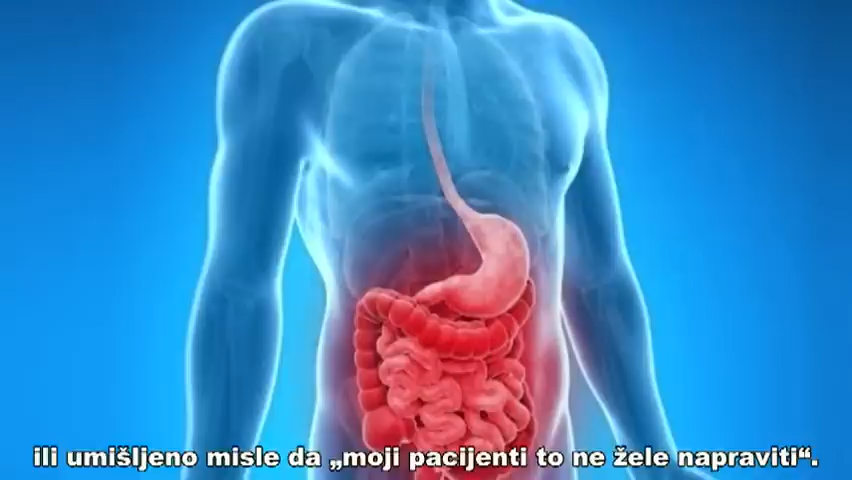 ili umišljeno misle da „moji pacijenti to ne žele napraviti“.